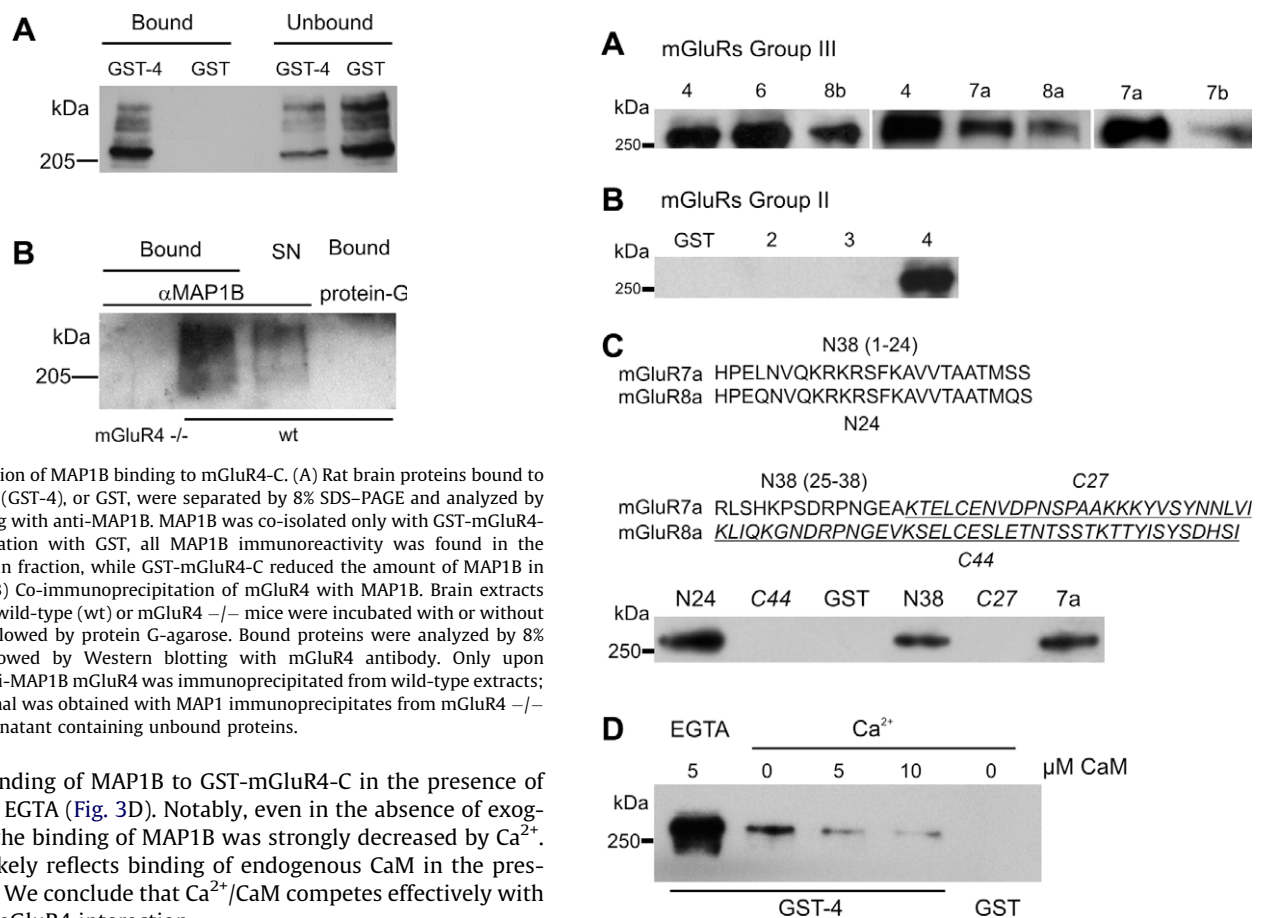 A
Bound Unbound
GST-4 GST GST-4 GST
kDa
205
B
Bound SN Bound
αMAP1B protein-G
kDa
205
mGluR4 -/- wt
ion of MAP1B binding to mGluR4-C. (A) Rat brain proteins bound to
(GST-4), or GST, were separated by 8% SDS–PAGE and analyzed by
g with anti-MAP1B. MAP1B was co-isolated only with GST-mGluR4-
ation with GST, all MAP1B immunoreactivity was found in the
n fraction, while GST-mGluR4-C reduced the amount of MAP1B in
) Co-immunoprecipitation of mGluR4 with MAP1B. Brain extracts
wild-type (wt) or mGluR4 −/− mice were incubated with or without
llowed by protein G-agarose. Bound proteins were analyzed by 8%
owed by Western blotting with mGluR4 antibody. Only upon
i-MAP1B mGluR4 was immunoprecipitated from wild-type extracts;
nal was obtained with MAP1 immunoprecipitates from mGluR4 −/−
natant containing unbound proteins.
nding of MAP1B to GST-mGluR4-C in the presence of
EGTA (Fig. 3D). Notably, even in the absence of exog-
he binding of MAP1B was strongly decreased by Ca²⁺.
kely reflects binding of endogenous CaM in the pres-
We conclude that Ca²⁺/CaM competes effectively with
mGluR4 interaction
A
mGluRs Group III
4 6 8b 4 7a 8a 7a 7b
kDa
250
B
mGluRs Group II
GST 2 3 4
kDa
250
C
N38 (1-24)
mGluR7a HPELNVQKRKRSFKAVVTAATMSS
mGluR8a HPEQNVQKRKRSFKAVVTAATMQS
N24
N38 (25-38) C27
mGluR7a RLSHKPSDRPNGEAKTELCENVDPNSPAAKKKYVSYNNLVI
mGluR8a KLIQKGNDRPNGEVKSELCESLETNTSSTKTTYISYSDHSI
C44
N24 C44 GST N38 C27 7a
kDa
250
D
EGTA Ca²⁺
5 0 5 10 0 µM CaM
kDa
250
GST-4 GST